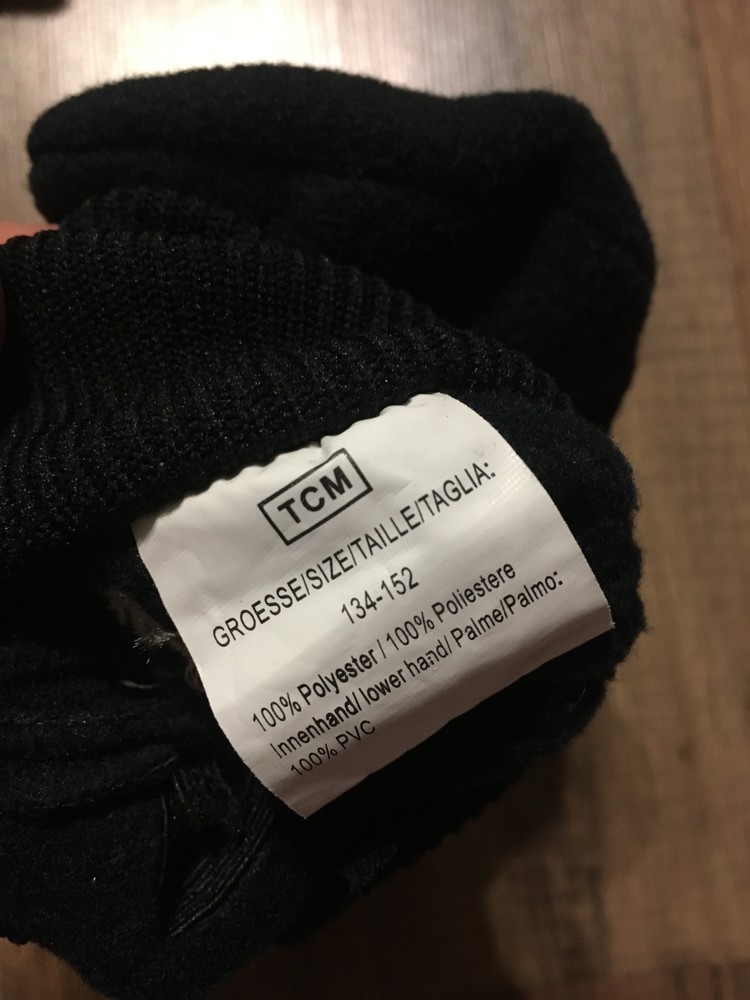 TCM
GROESSE/SIZE/TAILLE/TAGLIA:
134-152
100% Polyester / 100% Poliestere
Innenhand/ lower hand/ Palme/Palmo:
100% PVC